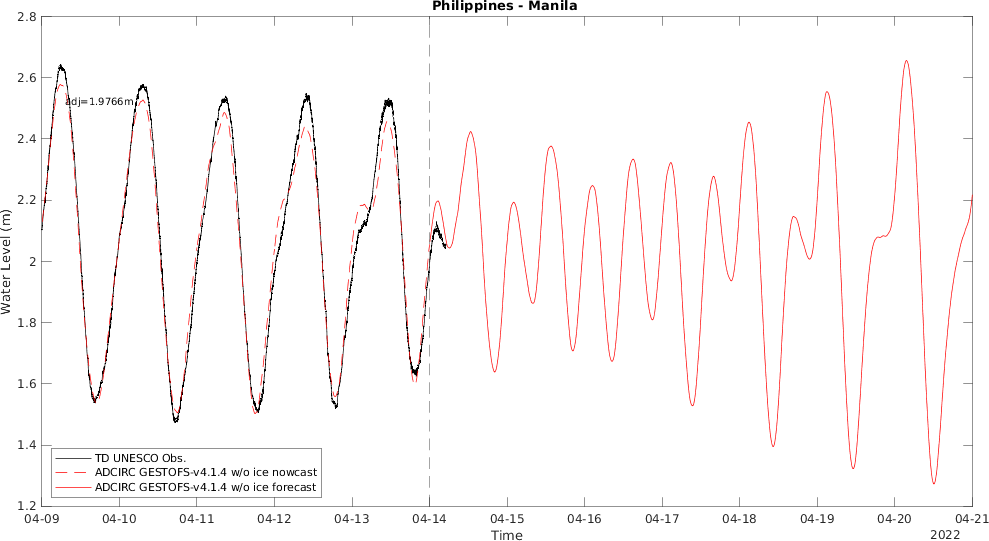 Philippines - Manila
2.8
2.6
2.4
2.2
2
1.8
1.6
1.4
1.2
Water Level (m)
adj=1.9766m
TD UNESCO Obs.
ADCIRC GESTOFS-v4.1.4 w/o ice nowcast
ADCIRC GESTOFS-v4.1.4 w/o ice forecast
04-09 04-10 04-11 04-12 04-13 04-14 04-15 04-16 04-17 04-18 04-19 04-20 04-21
Time
2022